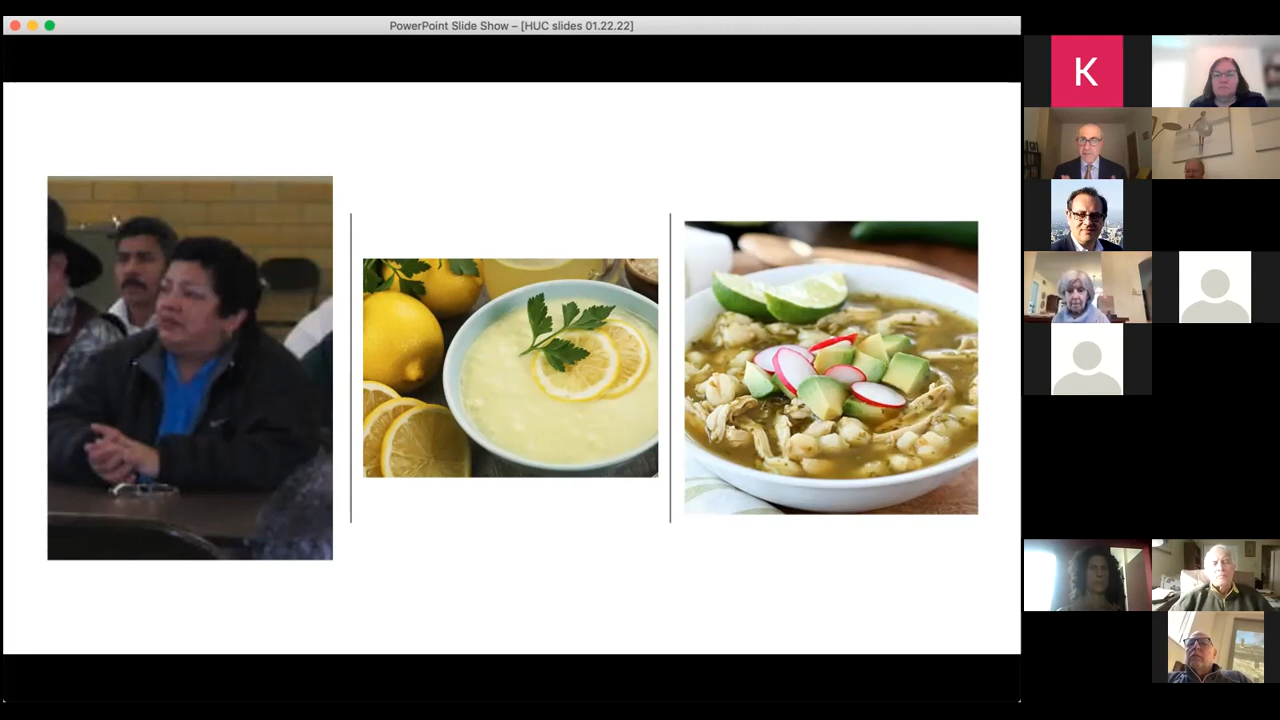 PowerPoint Slide Show – [HUC slides 01.22.22]
K